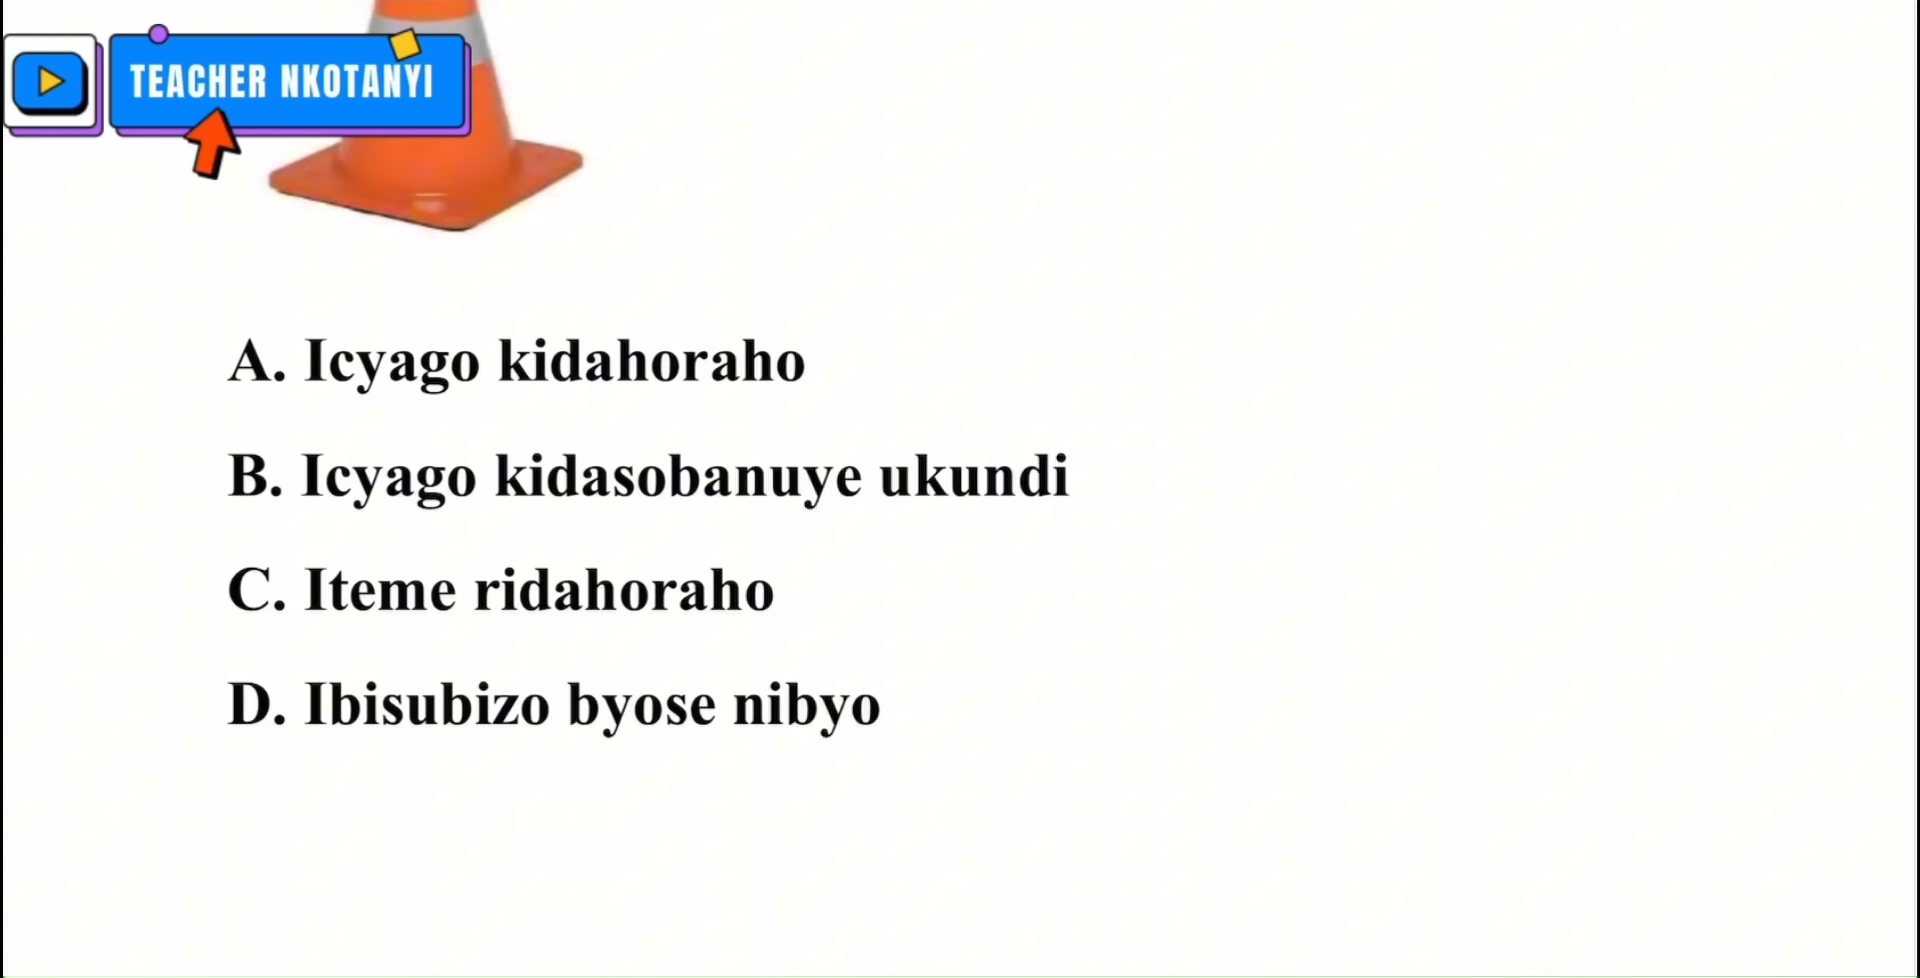 TEACHER NKOTANYI
A. Icyago kidahoraho
B. Icyago kidasobanuye ukundi
C. Iteme ridahoraho
D. Ibisubizo byose nibyo